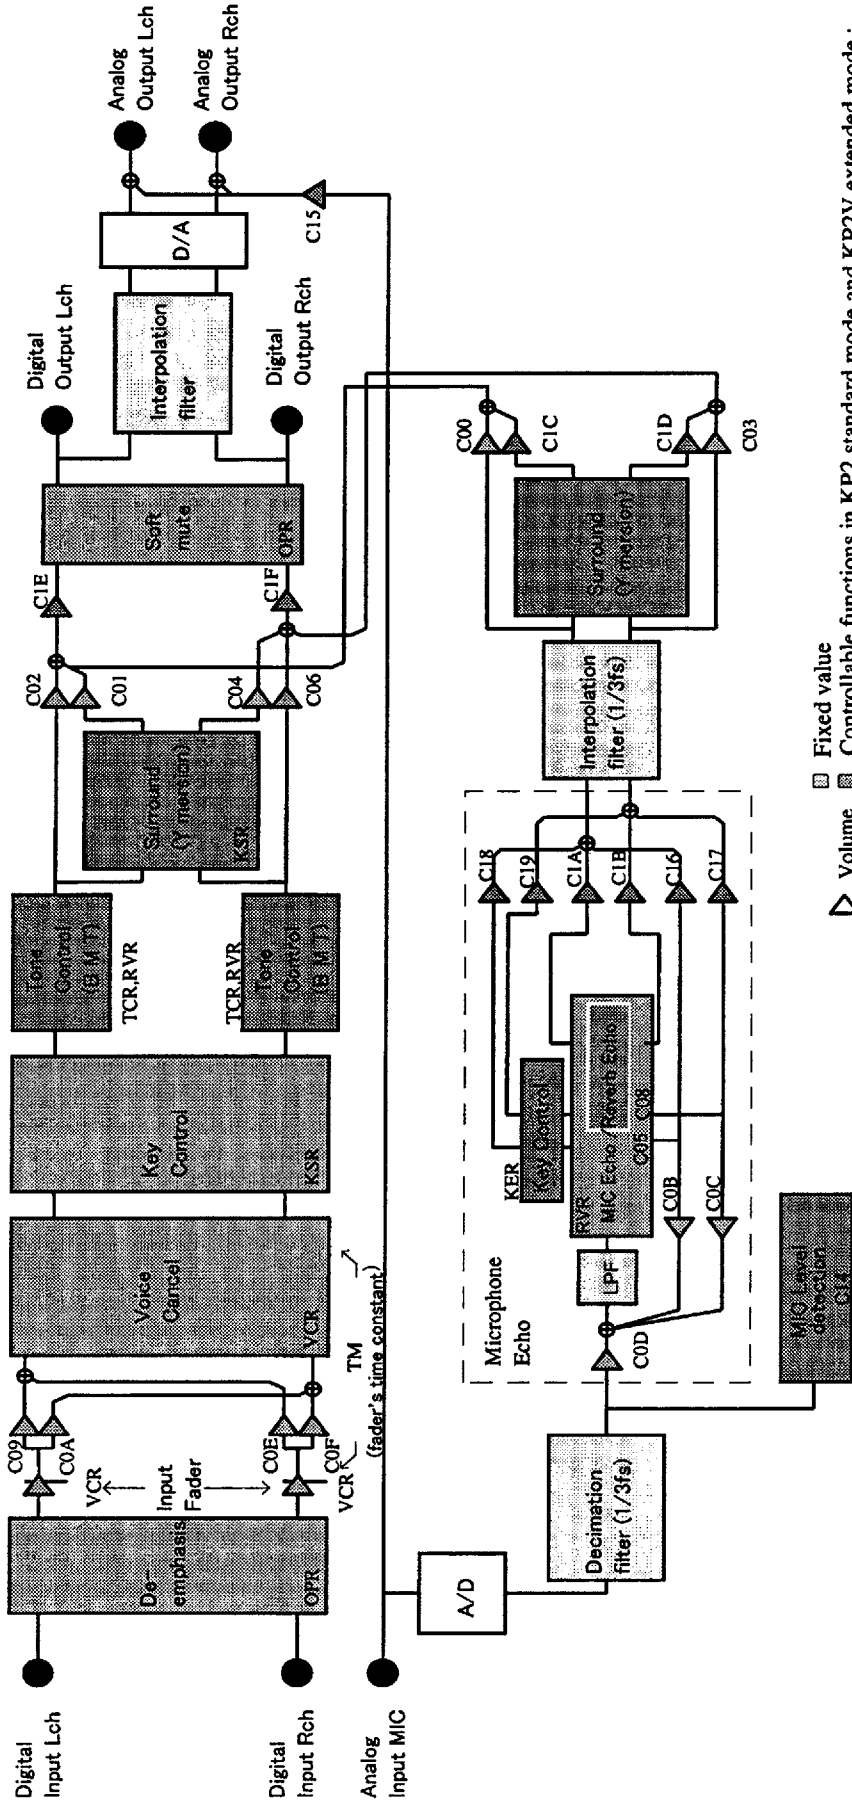 Digital
Input Lch
Digital
Input Rch
Analog
Input MIC
De-
emphasis
OPR
VCR
Input
Fader
VCR
C09
C0A
C0E
C0F
TM
(fader's time constant)
Voice
Cancel
VCR
Key
Control
KSR
Tone
Control
(B M T)
TCR,RVR
TCR,RVR
Tone
Control
(B M T)
Surround
(Y mersion)
KSR
C02
C01
C04
C06
C1E
C1F
Soft
mute
OPR
Digital
Output Lch
Digital
Output Rch
Interpolation
filter
D/A
C15
Analog
Output Lch
Analog
Output Rch
A/D
Decimation
filter (1/3fs)
MIC Level
detection
C14
Microphone
Echo
C0D
LPF
C0B
C0C
RVR
MIC Echo /Reverb Echo
C05
C08
KER
Key Control
C18
C19
C1A
C1B
C16
C17
Interpolation
filter (1/3fs)
Surround
(Y mersion)
C00
C1C
C1D
C03
Volume
Fixed value
Controllable functions in KP2 standard mode and KP2V extended mode :